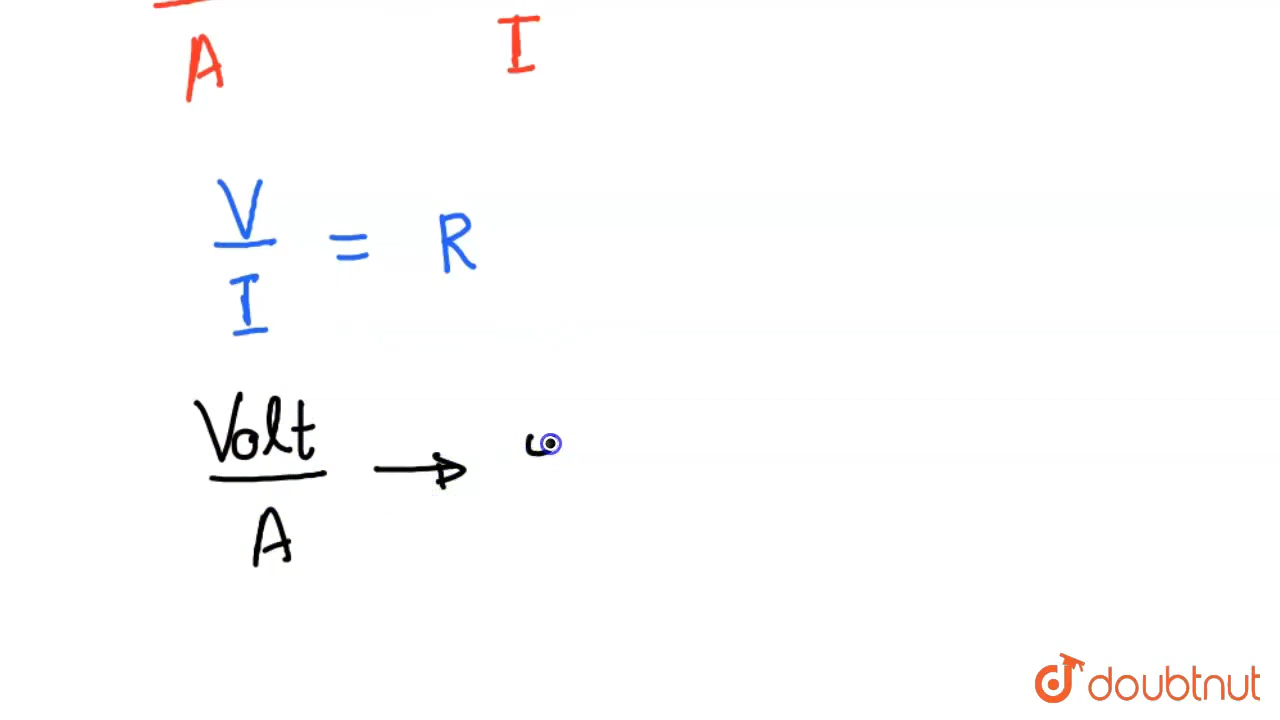 A I
V
I = R
Volt
A →
doubtnut